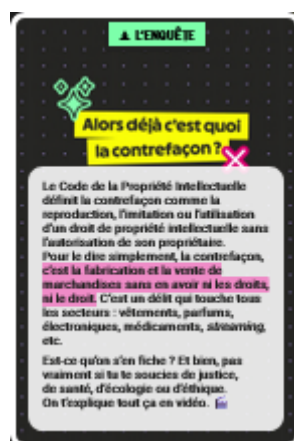 L'ENQUÊTE
Alors déjà c'est quoi
la contrefaçon ?
Le Code de la Propriété Intellectuelle
définit la contrefaçon comme la
reproduction, l'imitation ou l'utilisation
d'un droit de propriété intellectuelle sans
l'autorisation de son propriétaire.
Pour le dire simplement, la contrefaçon,
c'est la fabrication et la vente de
marchandises sans en avoir ni les droits,
ni le droit. C'est un délit qui touche tous
les secteurs : vêtements, parfums,
électroniques, médicaments, streaming,
etc.
Est-ce qu'on s'en fiche ? Et bien, pas
vraiment si tu te soucies de justice,
de santé, d'écologie ou d'éthique.
On t'explique tout ça en vidéo.